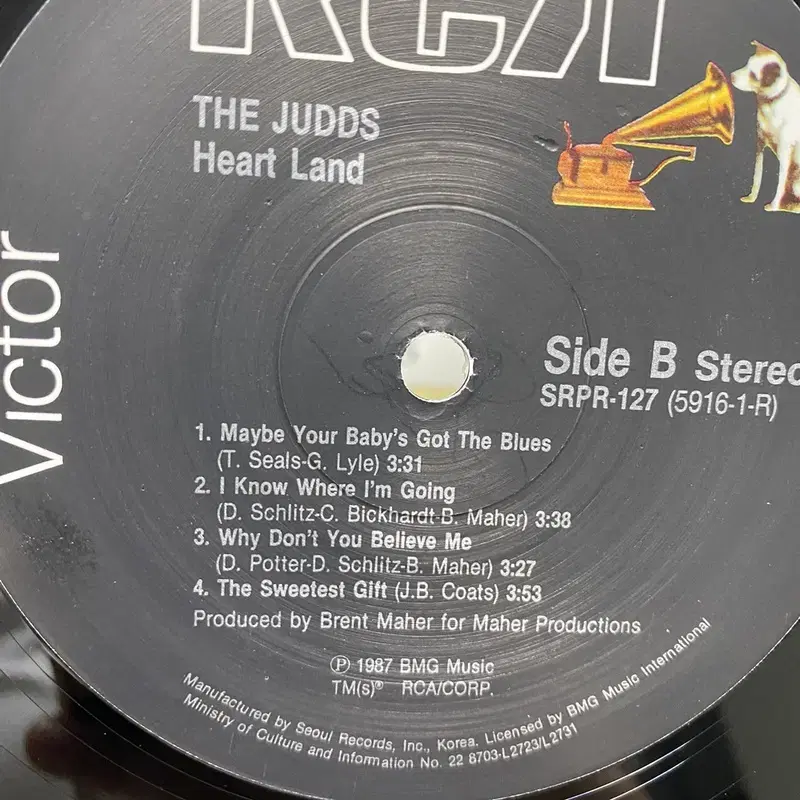 RCA
THE JUDDS
Heart Land
Victor
Side B Stereo
SRPR-127 (5916-1-R)
1. Maybe Your Baby's Got The Blues
(T. Seals-G. Lyle) 3:31
2. I Know Where I'm Going
(D. Schlitz-C. Bickhardt-B. Maher) 3:38
3. Why Don't You Believe Me
(D. Potter-D. Schlitz-B. Maher) 3:27
4. The Sweetest Gift (J.B. Coats) 3:53
Produced by Brent Maher for Maher Productions
℗ 1987 BMG Music
TM(s)® RCA/CORP.
Manufactured by Seoul Records, Inc., Korea. Licensed by BMG Music International
Ministry of Culture and Information No. 22 8703-L2723/L2731